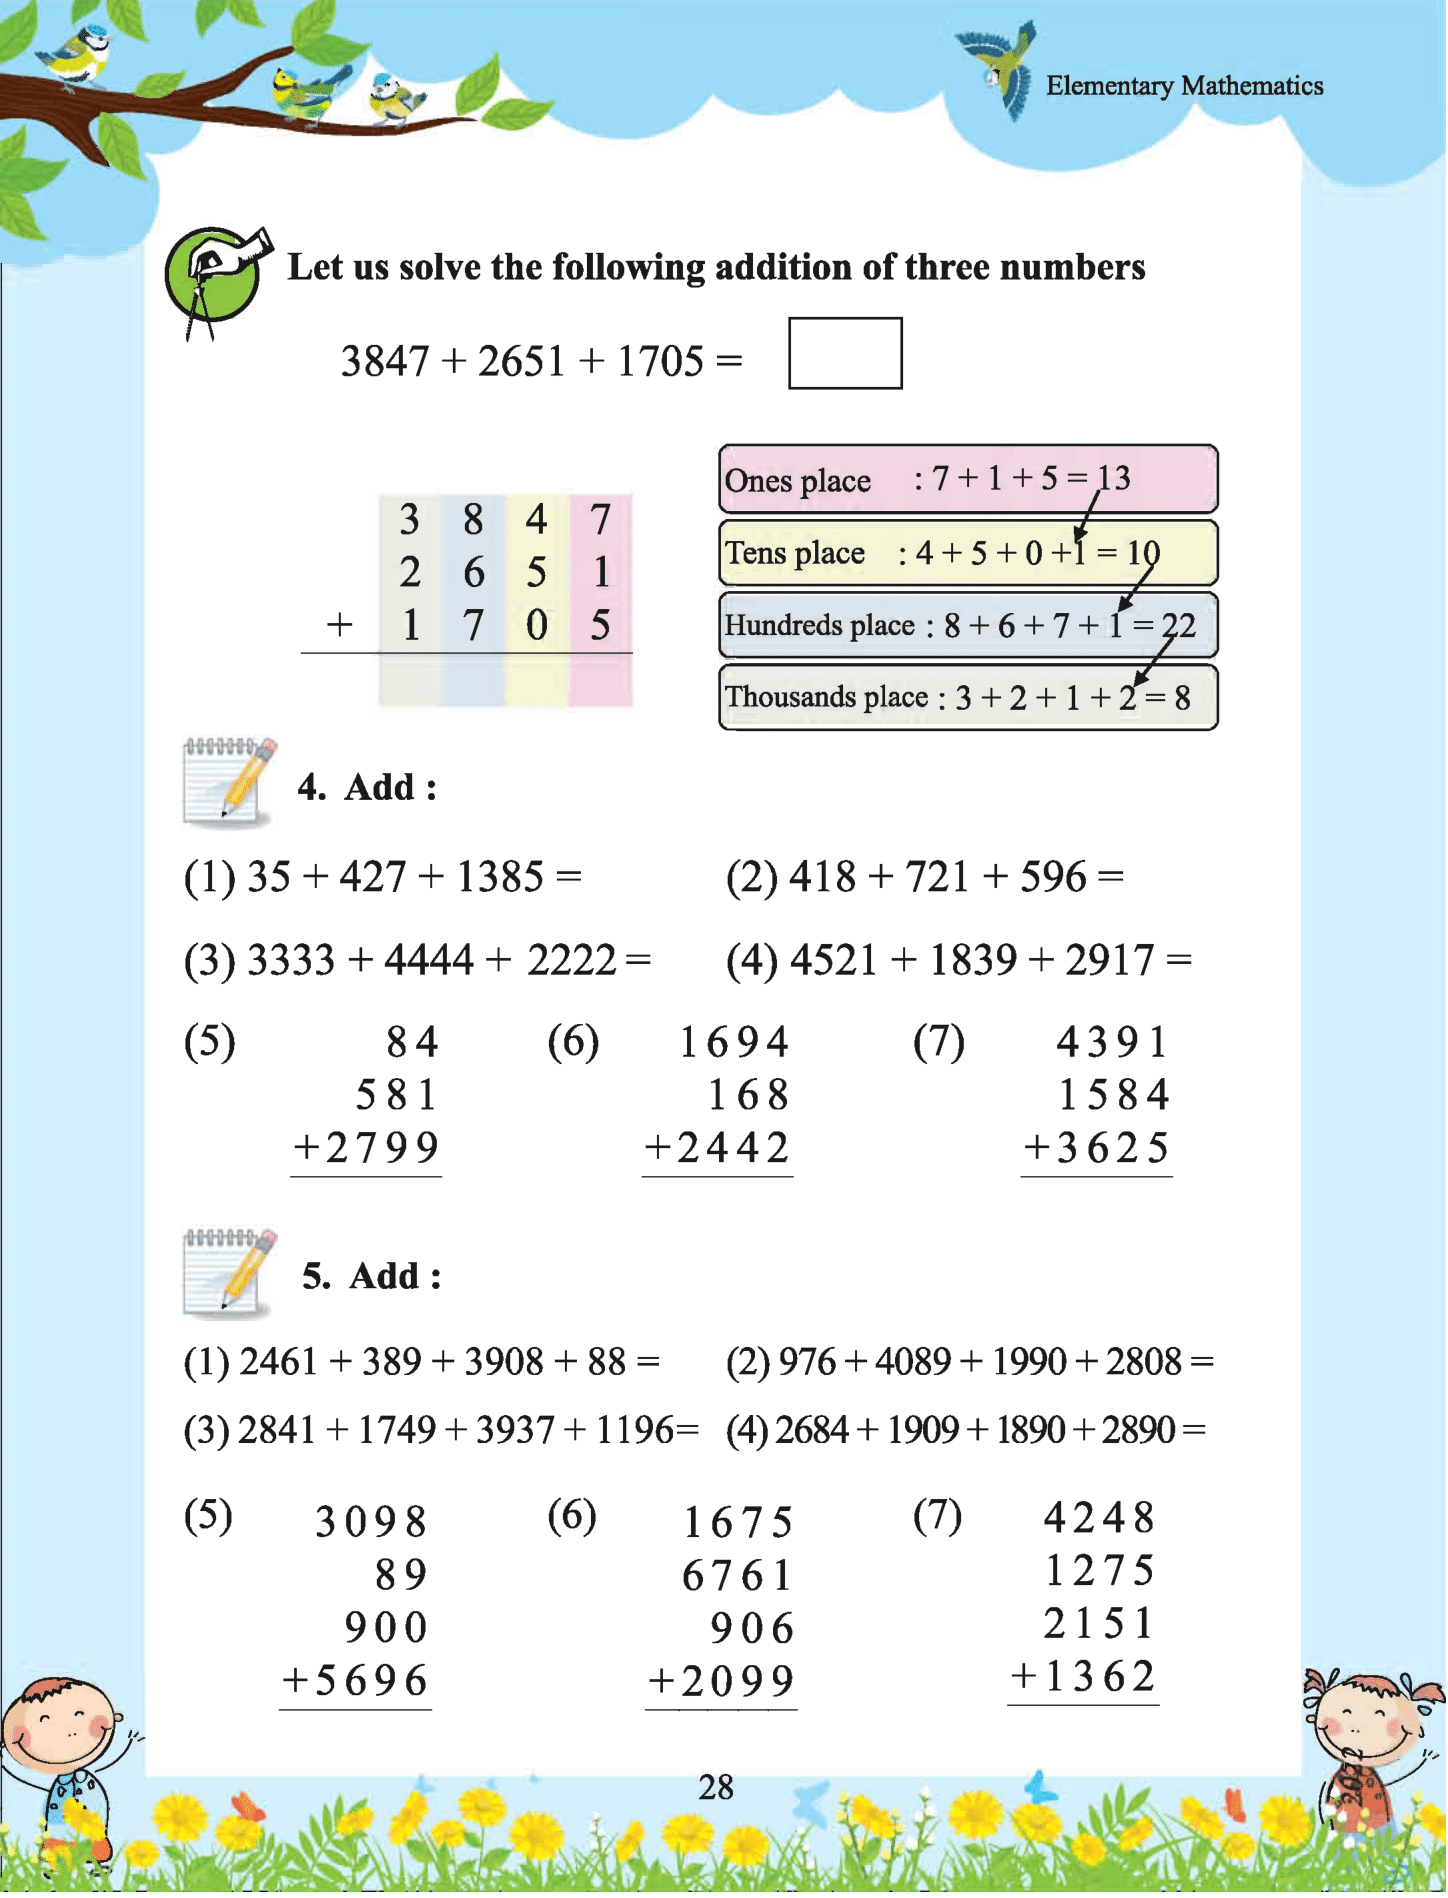 Elementary Mathematics
Let us solve the following addition of three numbers
3847 + 2651 + 1705 =
3 8 4 7
2 6 5 1
+ 1 7 0 5
Ones place : 7 + 1 + 5 = 13
Tens place : 4 + 5 + 0 +1 = 10
Hundreds place : 8 + 6 + 7 + 1 = 22
Thousands place : 3 + 2 + 1 + 2 = 8
4. Add :
(1) 35 + 427 + 1385 = (2) 418 + 721 + 596 =
(3) 3333 + 4444 + 2222 = (4) 4521 + 1839 + 2917 =
(5) 84 (6) 1694 (7) 4391
581 168 1584
+2799 +2442 +3625
5. Add :
(1) 2461 + 389 + 3908 + 88 = (2) 976 + 4089 + 1990 + 2808 =
(3) 2841 + 1749 + 3937 + 1196= (4) 2684 + 1909 + 1890 + 2890 =
(5) 3098 (6) 1675 (7) 4248
89 6761 1275
900 906 2151
+5696 +2099 +1362
28
2022